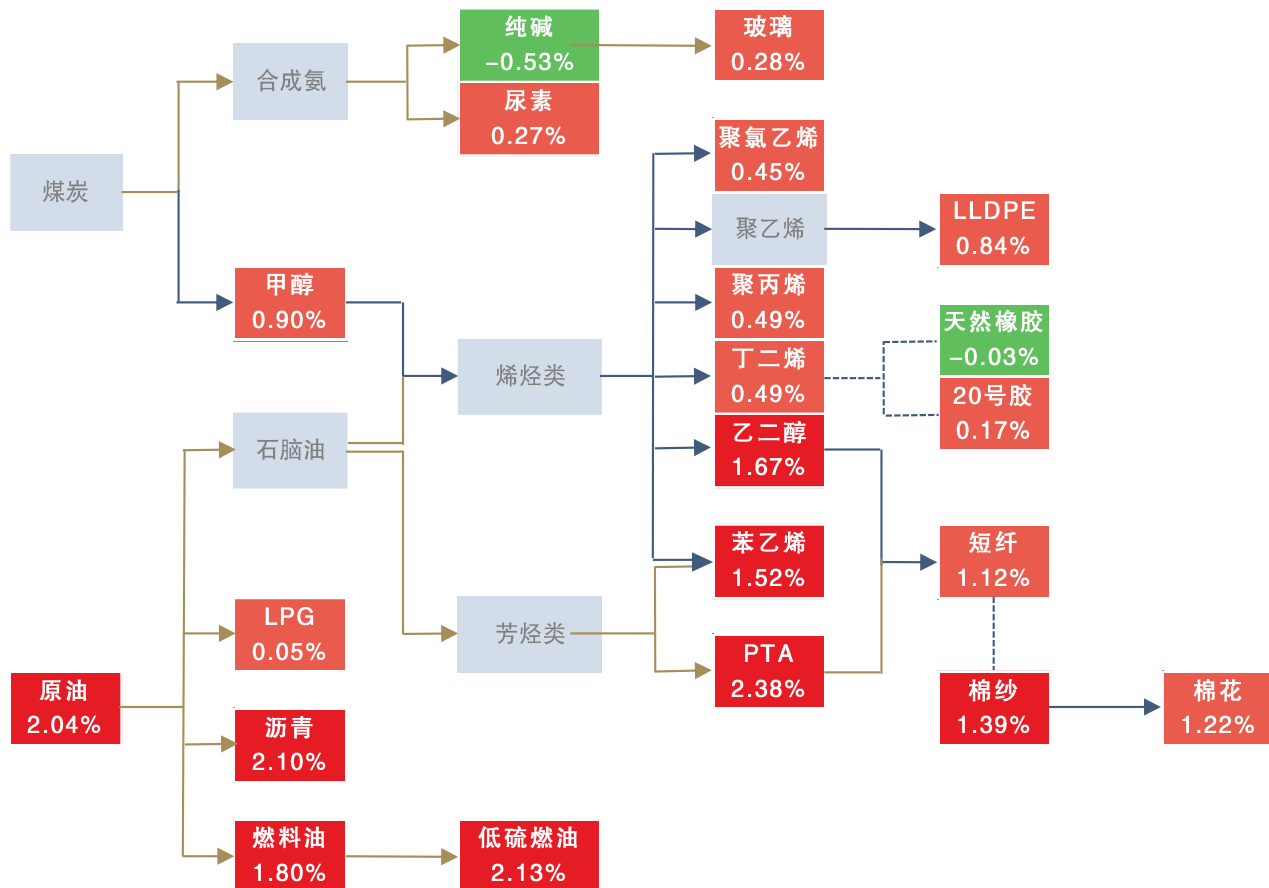 纯碱
-0.53%
玻璃
0.28%
合成氨
尿素
0.27%
聚氯乙烯
0.45%
煤炭
聚乙烯
LLDPE
0.84%
甲醇
0.90%
聚丙烯
0.49%
天然橡胶
-0.03%
烯烃类
丁二烯
0.49%
20号胶
0.17%
石脑油
乙二醇
1.67%
苯乙烯
1.52%
短纤
1.12%
LPG
0.05%
芳烃类
PTA
2.38%
原油
2.04%
棉纱
1.39%
棉花
1.22%
沥青
2.10%
燃料油
1.80%
低硫燃油
2.13%